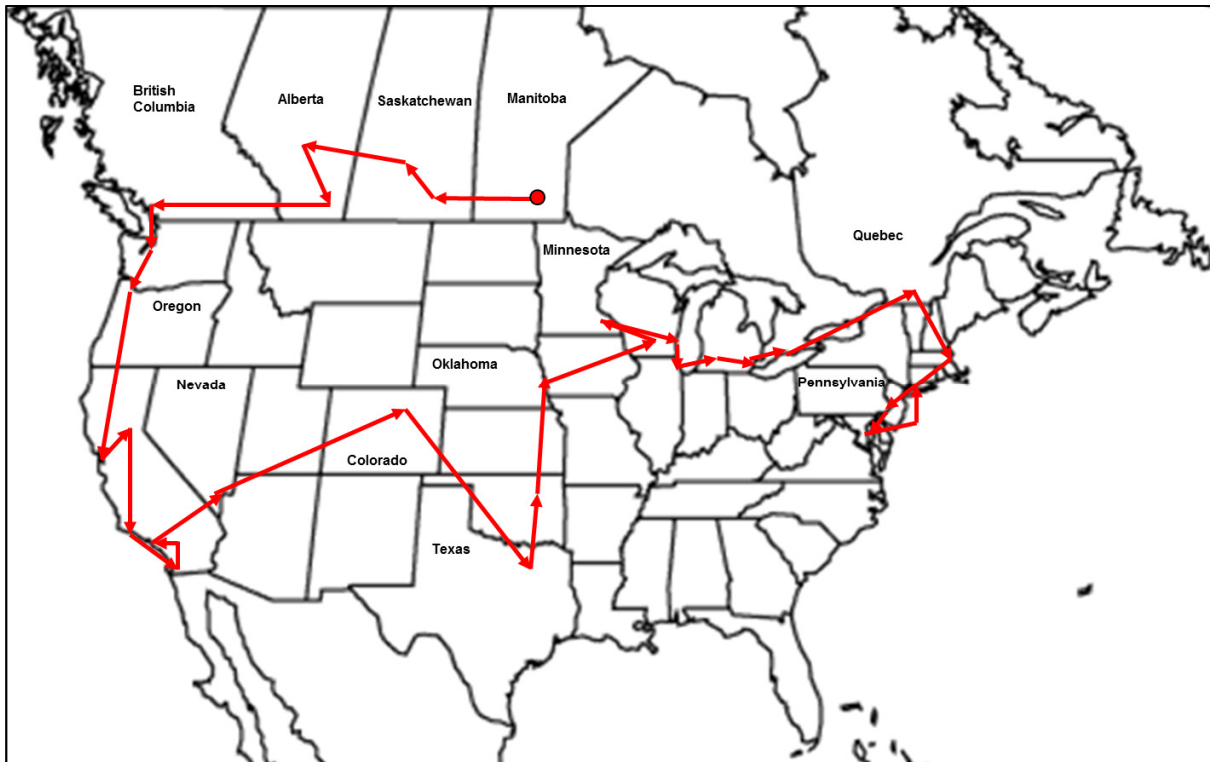 British
Columbia
Alberta
Saskatchewan
Manitoba
Minnesota
Quebec
Oregon
Oklahoma
Nevada
Pennsylvania
Colorado
Texas